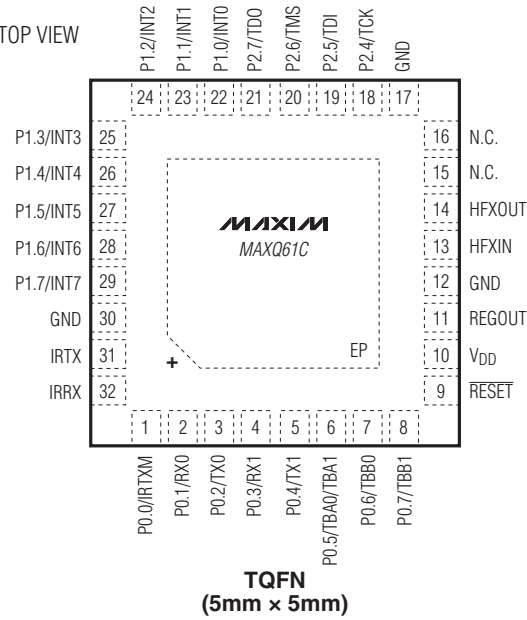 TOP VIEW
P1.2/INT2
P1.1/INT1
P1.0/INT0
P2.7/TDO
P2.6/TMS
P2.5/TDI
P2.4/TCK
GND
24 23 22 21 20 19 18 17
P1.3/INT3 25
P1.4/INT4 26
P1.5/INT5 27
P1.6/INT6 28
P1.7/INT7 29
GND 30
IRTX 31
IRRX 32
MAXIM
MAXQ61C
+
EP
16 N.C.
15 N.C.
14 HFXOUT
13 HFXIN
12 GND
11 REGOUT
10 VDD
9 RESET
1 2 3 4 5 6 7 8
P0.0/IRTXM
P0.1/RX0
P0.2/TX0
P0.3/RX1
P0.4/TX1
P0.5/TBA0/TBA1
P0.6/TBB0
P0.7/TBB1
TQFN
(5mm × 5mm)